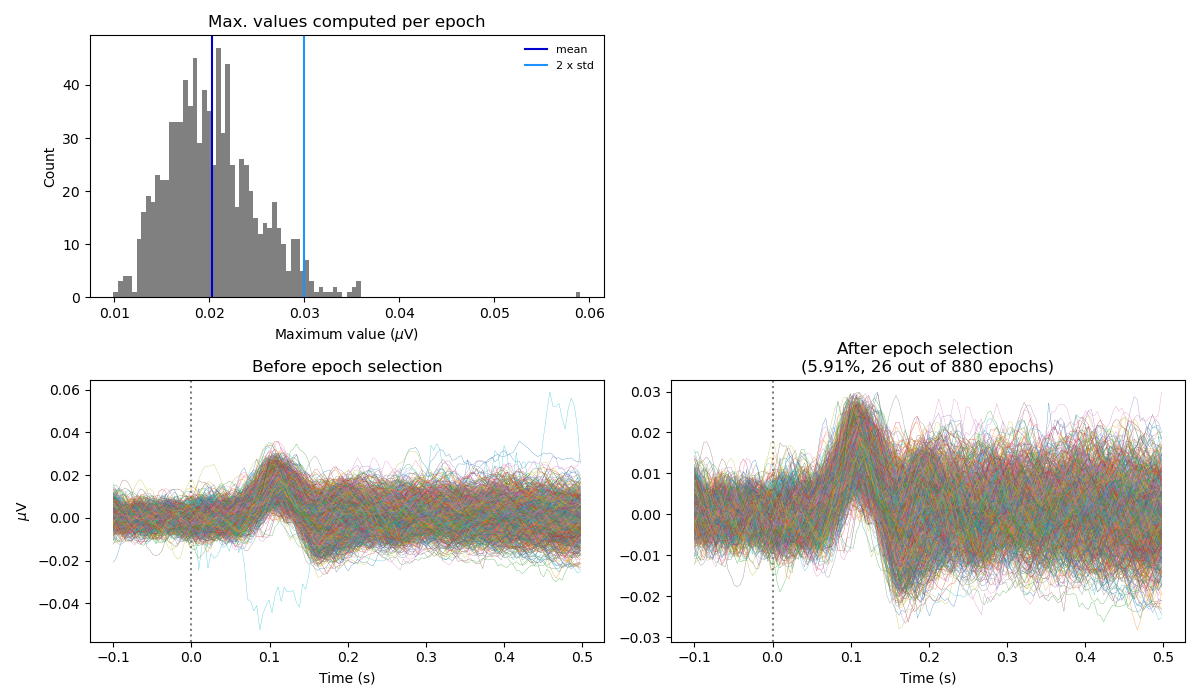 Max. values computed per epoch
mean
2 x std
40
30
20
10
0
Count
0.01 0.02 0.03 0.04 0.05 0.06
Maximum value (μV)
Before epoch selection
0.06
0.04
0.02
0.00
−0.02
−0.04
μV
−0.1 0.0 0.1 0.2 0.3 0.4 0.5
Time (s)
After epoch selection
(5.91%, 26 out of 880 epochs)
0.03
0.02
0.01
0.00
−0.01
−0.02
−0.03
−0.1 0.0 0.1 0.2 0.3 0.4 0.5
Time (s)